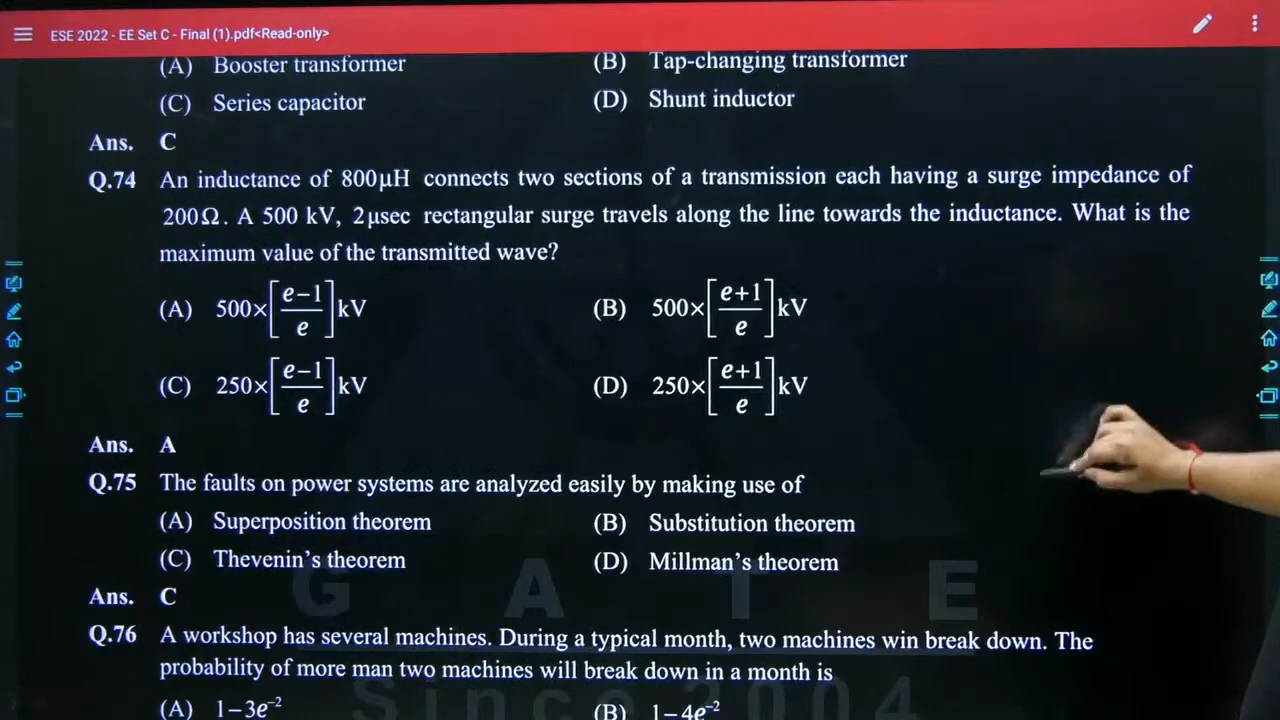 ESE 2022 - EE Set C - Final (1).pdf<Read-only>
(A) Booster transformer (B) Tap-changing transformer
(C) Series capacitor (D) Shunt inductor
Ans. C
Q.74 An inductance of 800μH connects two sections of a transmission each having a surge impedance of
200Ω. A 500 kV, 2μsec rectangular surge travels along the line towards the inductance. What is the
maximum value of the transmitted wave?
(A) 500×[e−1/e]kV (B) 500×[e+1/e]kV
(C) 250×[e−1/e]kV (D) 250×[e+1/e]kV
Ans. A
Q.75 The faults on power systems are analyzed easily by making use of
(A) Superposition theorem (B) Substitution theorem
(C) Thevenin's theorem (D) Millman's theorem
Ans. C
Q.76 A workshop has several machines. During a typical month, two machines win break down. The
probability of more man two machines will break down in a month is
(A) 1−3e⁻² (B) 1−4e⁻²
G A T E
Since 2004